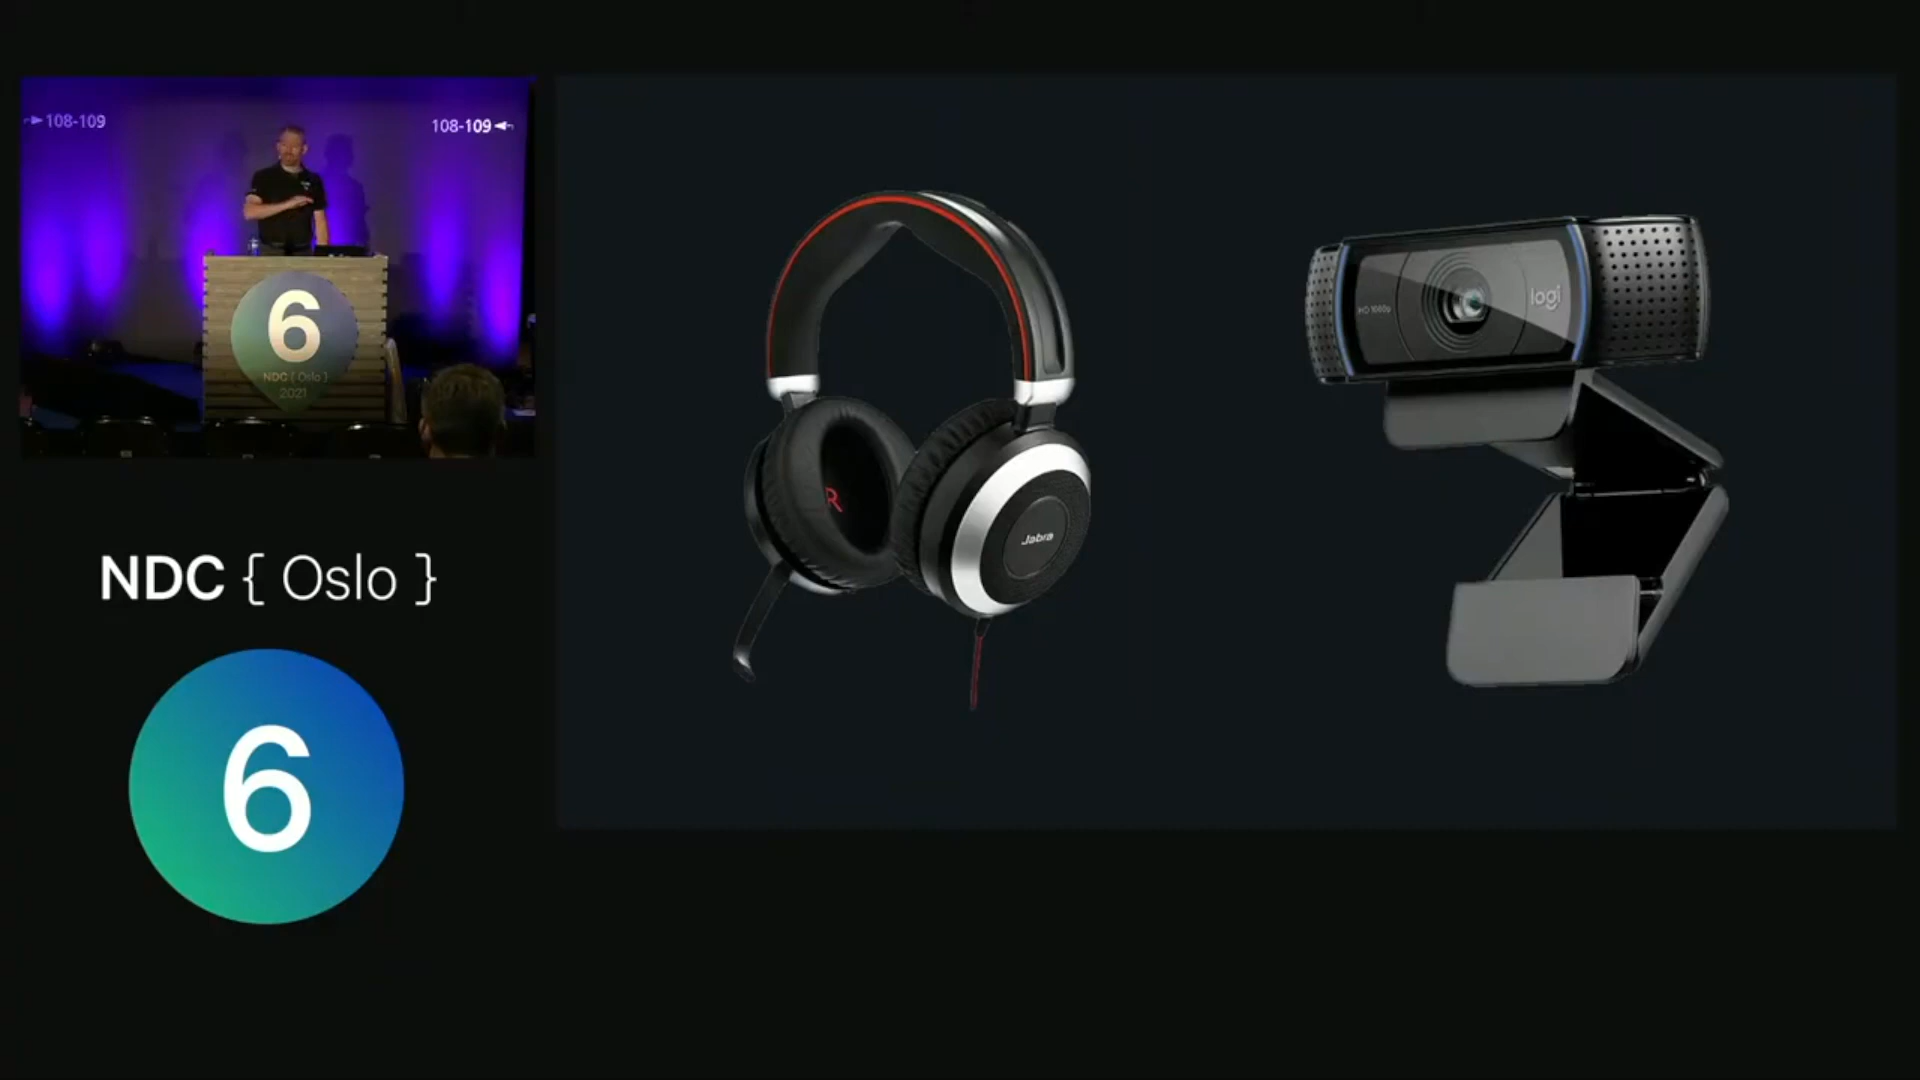 108-109
108-109
6
NDC { Oslo }
2021
NDC { Oslo }
6
R
Jabra
HD 1080p
logi